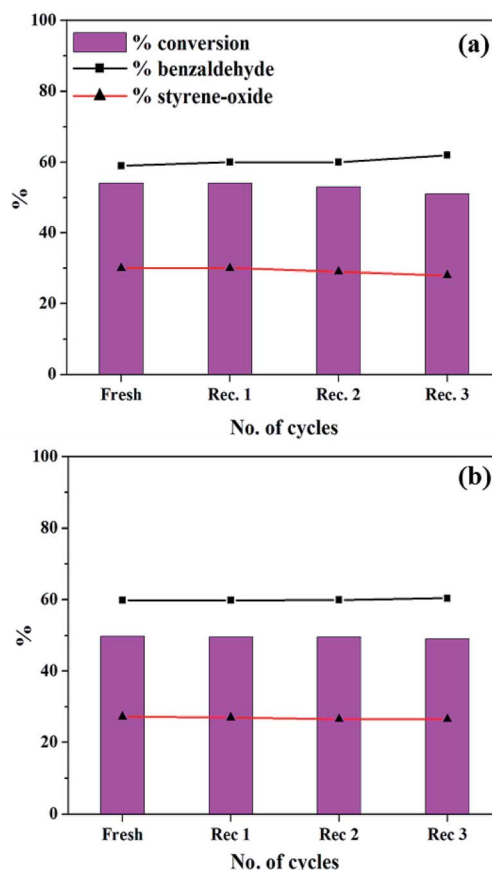 100
(a)
% conversion
% benzaldehyde
% styrene-oxide
80
60
%
40
20
0
Fresh Rec. 1 Rec. 2 Rec. 3
No. of cycles
100
(b)
80
60
%
40
20
0
Fresh Rec 1 Rec 2 Rec 3
No. of cycles